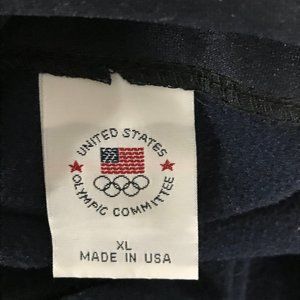 UNITED STATES
OLYMPIC COMMITTEE
XL
MADE IN USA